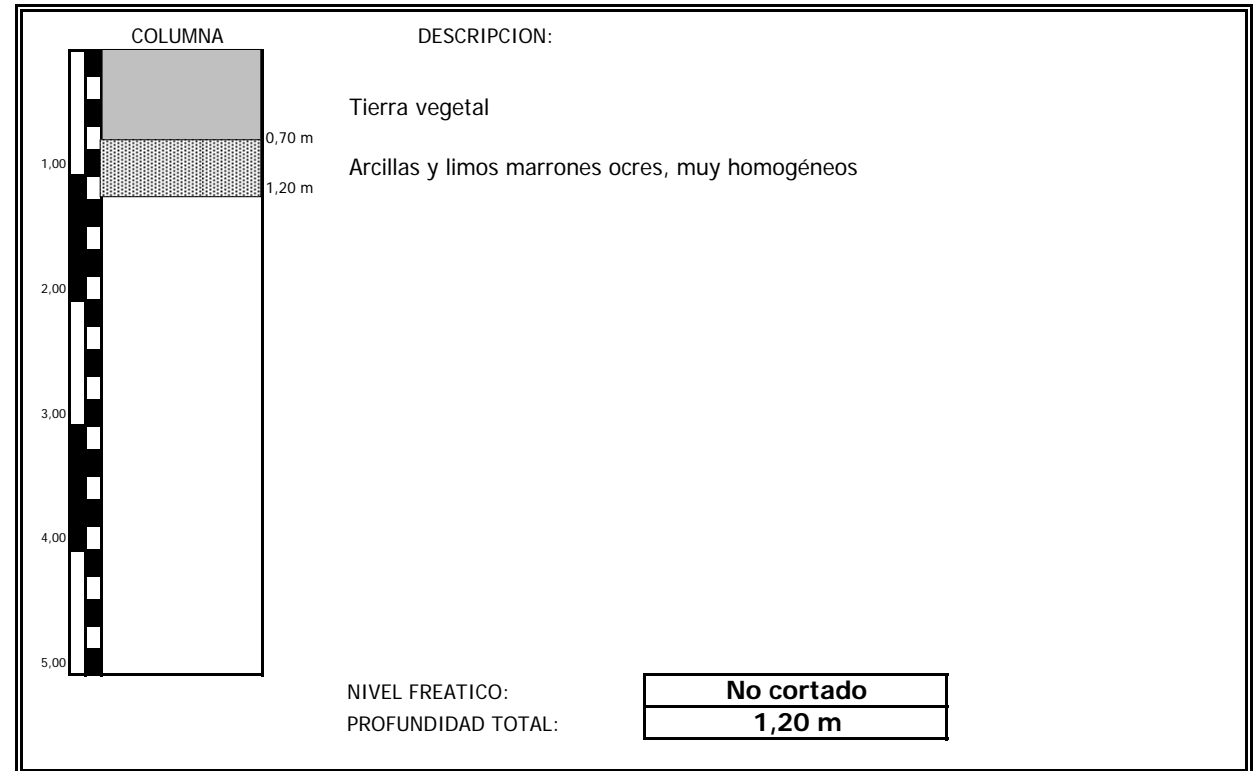 COLUMNA
DESCRIPCION:
Tierra vegetal
0,70 m
1,00
Arcillas y limos marrones ocres, muy homogéneos
1,20 m
2,00
3,00
4,00
5,00
NIVEL FREATICO: No cortado
PROFUNDIDAD TOTAL: 1,20 m